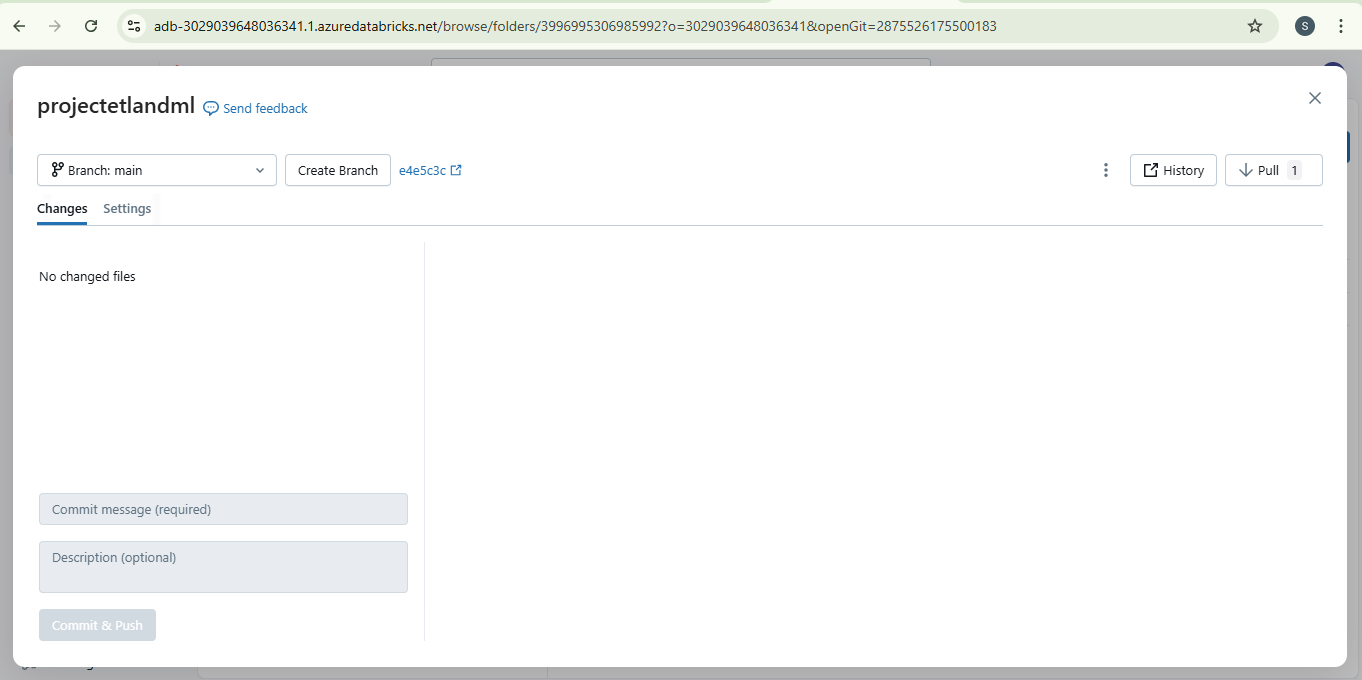 adb-3029039648036341.1.azuredatabricks.net/browse/folders/3996995306985992?o=3029039648036341&openGit=2875526175500183
S
projectetlandml
Send feedback
Branch: main
Create Branch
e4e5c3c
History
Pull 1
Changes
Settings
No changed files
Commit message (required)
Description (optional)
Commit & Push